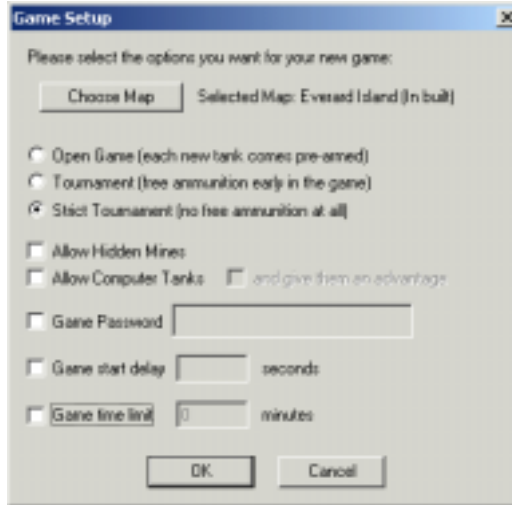 Game Setup
Please select the options you want for your new game:
Choose Map Selected Map: Everard Island (In built)
Open Game (each new tank comes pre-armed)
Tournament (free ammunition early in the game)
Strict Tournament (no free ammunition at all)
Allow Hidden Mines
Allow Computer Tanks and give them an advantage
Game Password
Game start delay seconds
Game time limit 0 minutes
OK Cancel